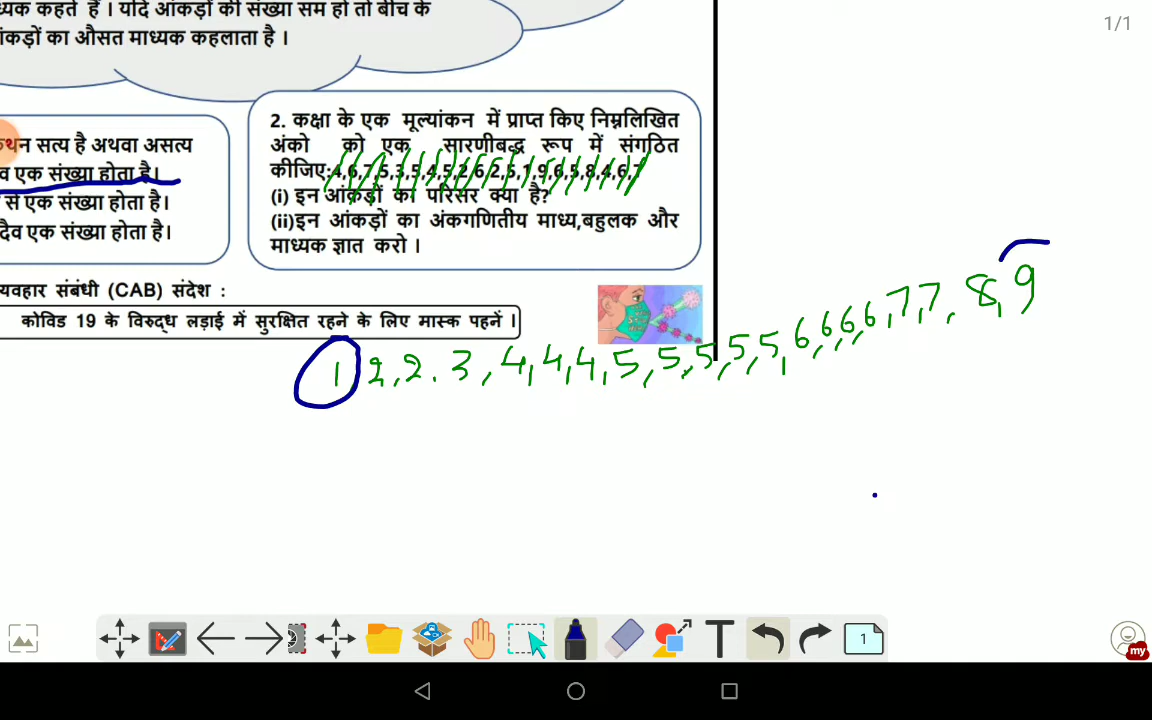 1/1
्यक कहते हैं । यदि आंकड़ों की संख्या सम हो तो बीच के
ांकड़ों का औसत माध्यक कहलाता है ।
कथन सत्य है अथवा असत्य
व एक संख्या होता है।
से एक संख्या होता है।
दैव एक संख्या होता है।
2. कक्षा के एक मूल्यांकन में प्राप्त किए निम्नलिखित
अंको को एक सारणीबद्ध रूप में संगठित
कीजिए:4,6,7,5,3,5,4,5,2,6,2,5,1,9,6,5,8,4,6,7
(i) इन आंकड़ों का परिसर क्या है?
(ii)इन आंकड़ों का अंकगणितीय माध्य,बहुलक और
माध्यक ज्ञात करो ।
यवहार संबंधी (CAB) संदेश :
कोविड 19 के विरुद्ध लड़ाई में सुरक्षित रहने के लिए मास्क पहनें ।
1, 2, 2. 3, 4, 4, 4, 5, 5, 5, 5, 5, 6, 6, 6, 6, 7, 7, 8, 9
T
1
my